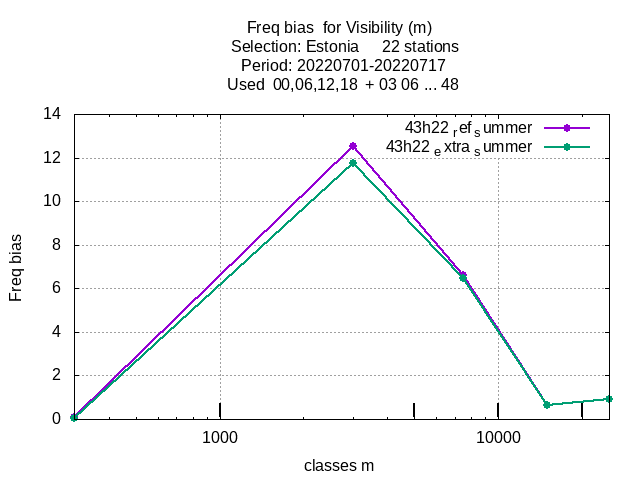 Freq bias  for Visibility (m)
Selection: Estonia     22 stations
Period: 20220701-20220717
Used  00,06,12,18  + 03 06 ... 48
14
12
10
8
6
4
2
0
Freq bias
43h22 ref summer
43h22 extra summer
1000
10000
classes m